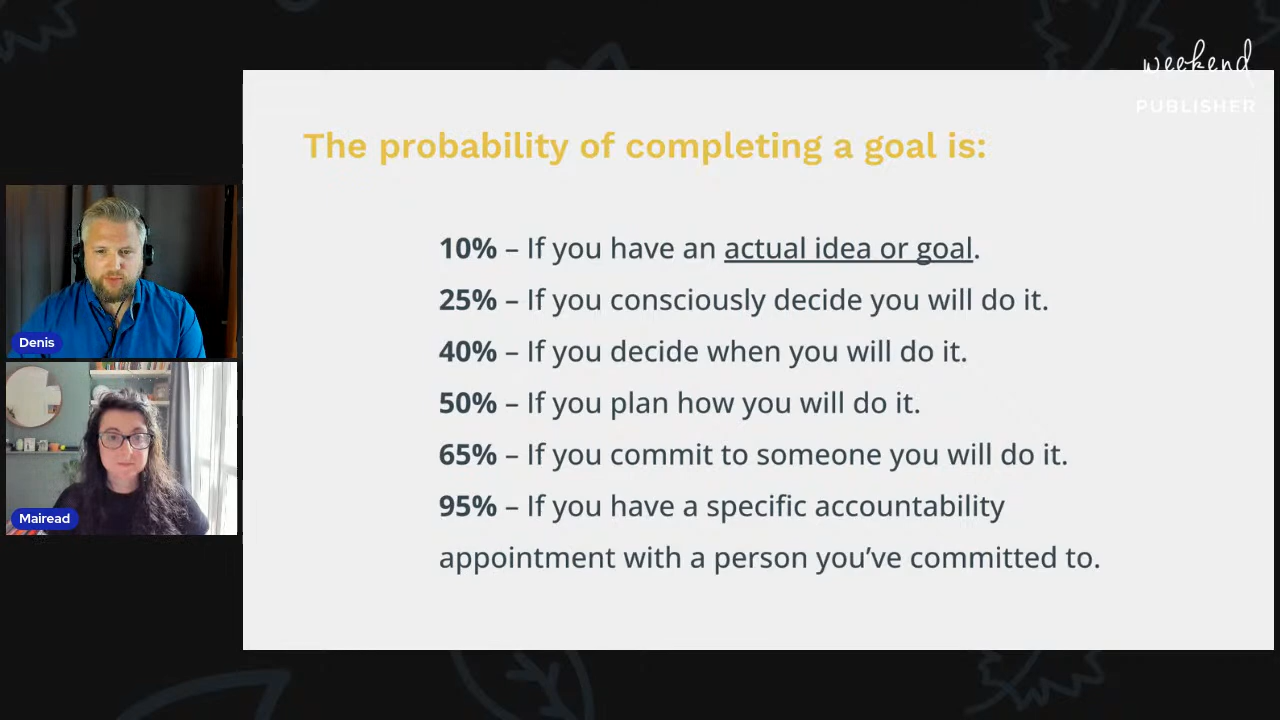 weekend
PUBLISHER
The probability of completing a goal is:
10% – If you have an actual idea or goal.
25% – If you consciously decide you will do it.
40% – If you decide when you will do it.
50% – If you plan how you will do it.
65% – If you commit to someone you will do it.
95% – If you have a specific accountability
appointment with a person you’ve committed to.
Denis
Mairead